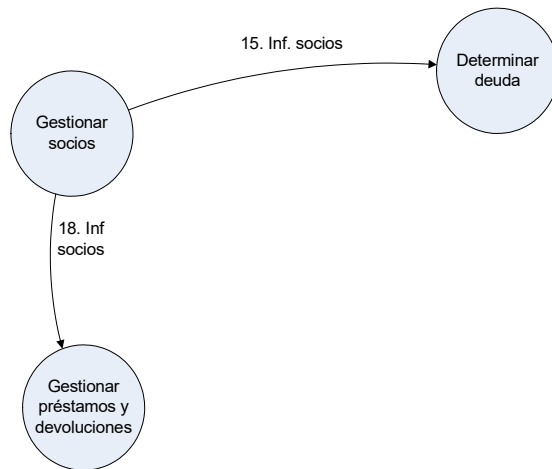 15. Inf. socios
Determinar
deuda
Gestionar
socios
18. Inf
socios
Gestionar
préstamos y
devoluciones